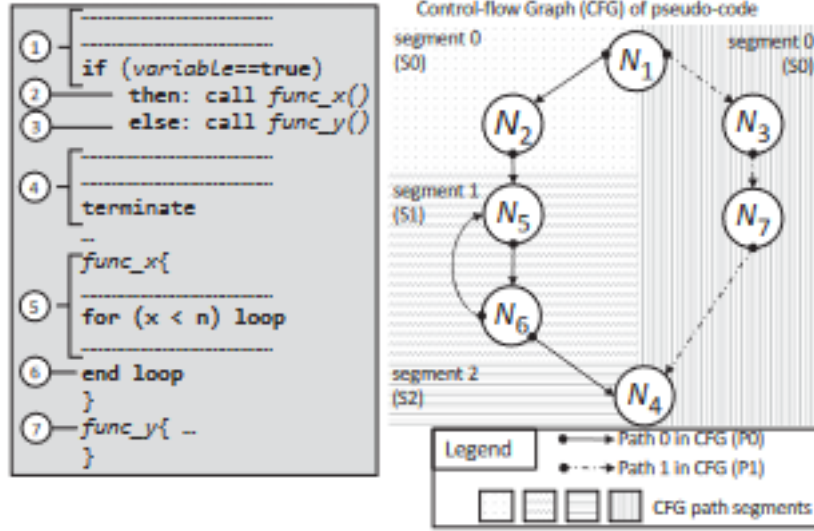 1
if (variable==true)
2
then: call func_x()
3
else: call func_y()
4
terminate
…
func_x{
5
for (x < n) loop
6
end loop
}
7
func_y{ …
}
Control-flow Graph (CFG) of pseudo-code
segment 0
(S0)
segment 0
(S0)
N1
N2
N3
segment 1
(S1)
N5
N7
N6
segment 2
(S2)
N4
Legend
Path 0 in CFG (P0)
Path 1 in CFG (P1)
CFG path segments